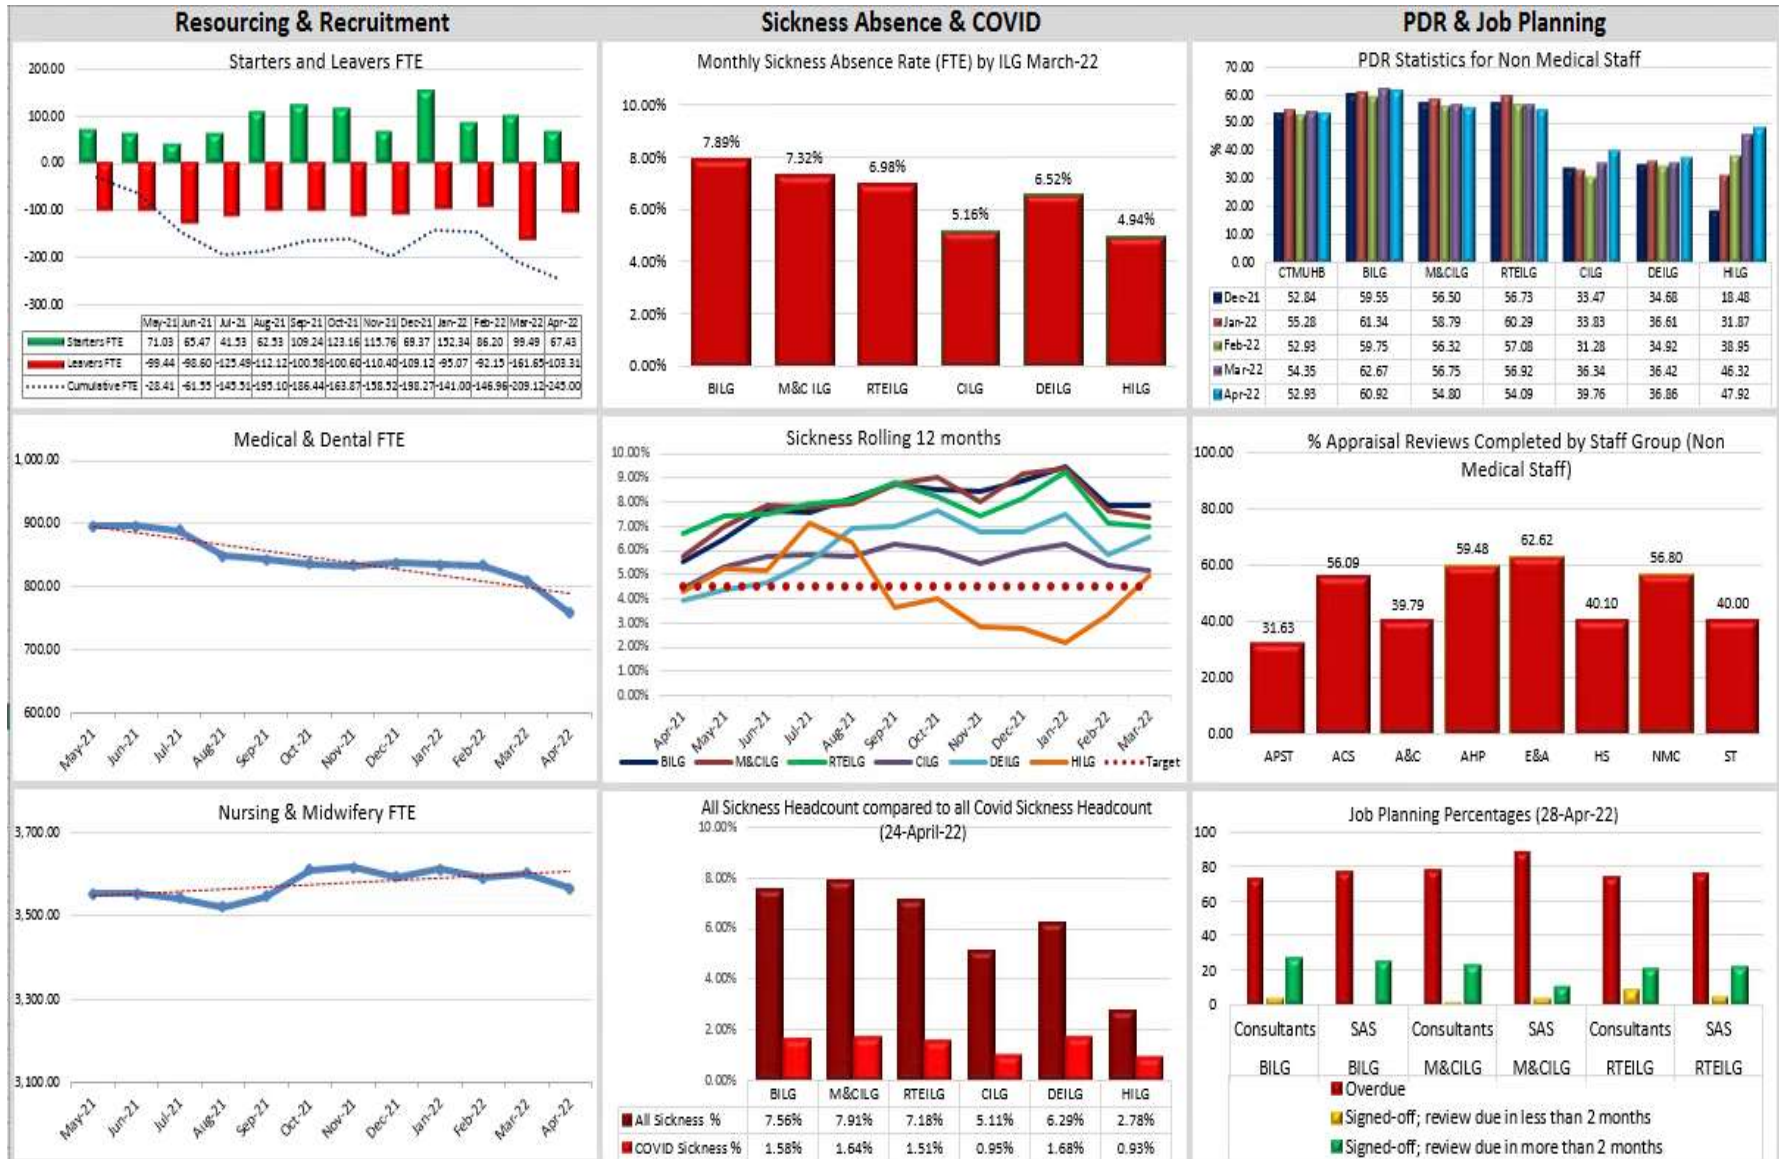 Resourcing & Recruitment
Starters and Leavers FTE
200.00
100.00
0.00
-100.00
-200.00
-300.00
May-21 Jun-21 Jul-21 Aug-21 Sep-21 Oct-21 Nov-21 Dec-21 Jan-22 Feb-22 Mar-22 Apr-22
Starters FTE 71.03 65.47 41.53 62.53 109.24 123.16 115.76 69.37 152.34 86.20 99.49 67.43
Leavers FTE -99.44 -98.60 -125.49 -112.12 -100.58 -100.60 -110.40 -109.12 -95.07 -92.15 -161.65 -103.31
Cumulative FTE -28.41 -61.55 -145.51 -195.10 -186.44 -163.87 -158.52 -198.27 -141.00 -146.96 -209.12 -245.00
Medical & Dental FTE
1,000.00
900.00
800.00
700.00
600.00
May-21 Jun-21 Jul-21 Aug-21 Sep-21 Oct-21 Nov-21 Dec-21 Jan-22 Feb-22 Mar-22 Apr-22
Nursing & Midwifery FTE
3,700.00
3,500.00
3,300.00
3,100.00
May-21 Jun-21 Jul-21 Aug-21 Sep-21 Oct-21 Nov-21 Dec-21 Jan-22 Feb-22 Mar-22 Apr-22
Sickness Absence & COVID
Monthly Sickness Absence Rate (FTE) by ILG March-22
10.00%
8.00%
6.00%
4.00%
2.00%
0.00%
7.89% 7.32% 6.98% 5.16% 6.52% 4.94%
BILG M&C ILG RTEILG CILG DEILG HILG
Sickness Rolling 12 months
10.00%
9.00%
8.00%
7.00%
6.00%
5.00%
4.00%
3.00%
2.00%
1.00%
0.00%
Apr-21 May-21 Jun-21 Jul-21 Aug-21 Sep-21 Oct-21 Nov-21 Dec-21 Jan-22 Feb-22 Mar-22
BILG M&CILG RTEILG CILG DEILG HILG Target
All Sickness Headcount compared to all Covid Sickness Headcount
(24-April-22)
10.00%
8.00%
6.00%
4.00%
2.00%
0.00%
BILG M&CILG RTEILG CILG DEILG HILG
All Sickness % 7.56% 7.91% 7.18% 5.11% 6.29% 2.78%
COVID Sickness % 1.58% 1.64% 1.51% 0.95% 1.68% 0.93%
PDR & Job Planning
PDR Statistics for Non Medical Staff
70.00
60.00
50.00
40.00
30.00
20.00
10.00
0.00
%
CTMUHB BILG M&CILG RTEILG CILG DEILG HILG
Dec-21 52.84 59.55 56.50 56.73 33.47 34.68 18.48
Jan-22 55.28 61.34 58.79 60.29 33.83 36.61 31.87
Feb-22 52.93 59.75 56.32 57.08 31.28 34.92 38.95
Mar-22 54.35 62.67 56.75 56.92 36.34 36.42 46.32
Apr-22 52.93 60.92 54.80 54.09 39.76 36.86 47.92
% Appraisal Reviews Completed by Staff Group (Non
Medical Staff)
100.00
80.00
60.00
40.00
20.00
0.00
31.63 56.09 39.79 59.48 62.62 40.10 56.80 40.00
APST ACS A&C AHP E&A HS NMC ST
Job Planning Percentages (28-Apr-22)
100
80
60
40
20
0
Consultants SAS Consultants SAS Consultants SAS
BILG BILG M&CILG M&CILG RTEILG RTEILG
Overdue
Signed-off; review due in less than 2 months
Signed-off; review due in more than 2 months